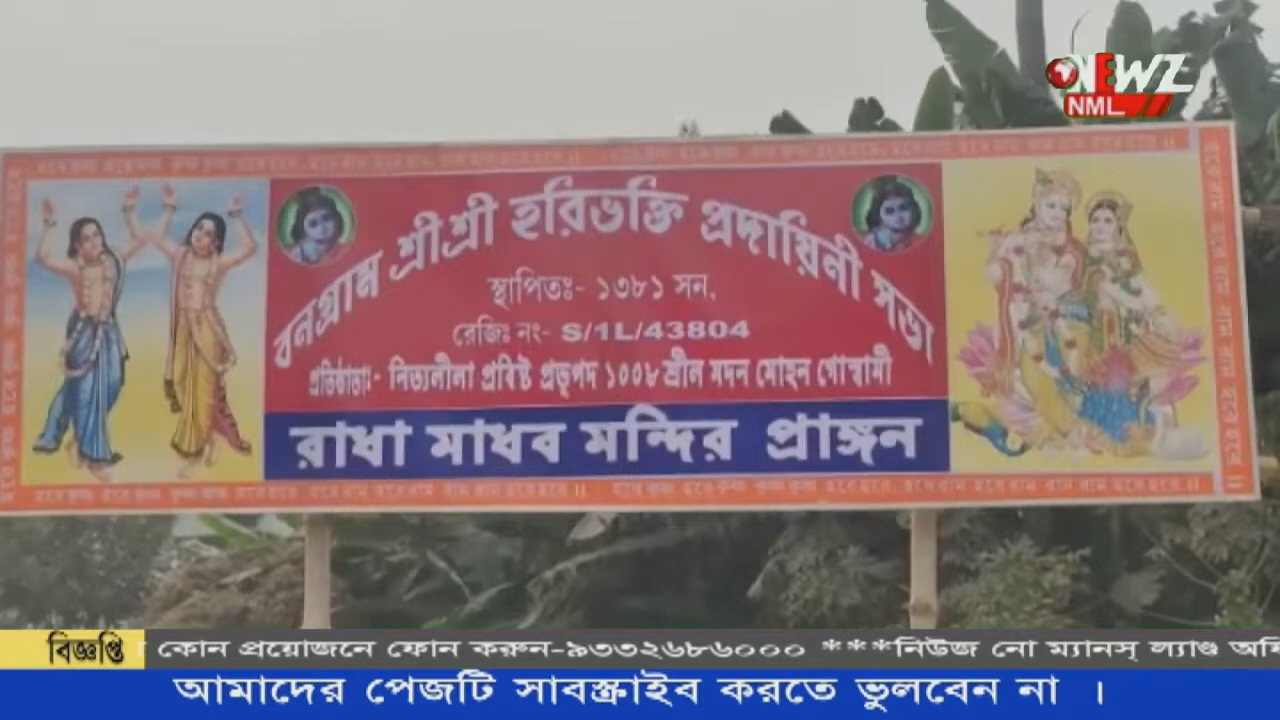 NEWZ
NML
বনগ্রাম শ্রীশ্রী হরিভক্তি প্রদায়িনী সভা
স্থাপিতঃ- ১৩৮১ সন,
রেজিঃ নং- S/1L/43804
প্রতিষ্ঠাতা:- নিত্যলীলা প্রবিষ্ট প্রভুপদ ১০০৮ শ্রীল মদন মোহন গোস্বামী
রাধা মাধব মন্দির প্রাঙ্গন
বিজ্ঞপ্তি
কোন প্রয়োজনে ফোন করুন-৯৩৩২৬৮৬০০০ ***নিউজ নো ম্যানস্ ল্যাণ্ড
আমাদের পেজটি সাবস্ক্রাইব করতে ভুলবেন না ।